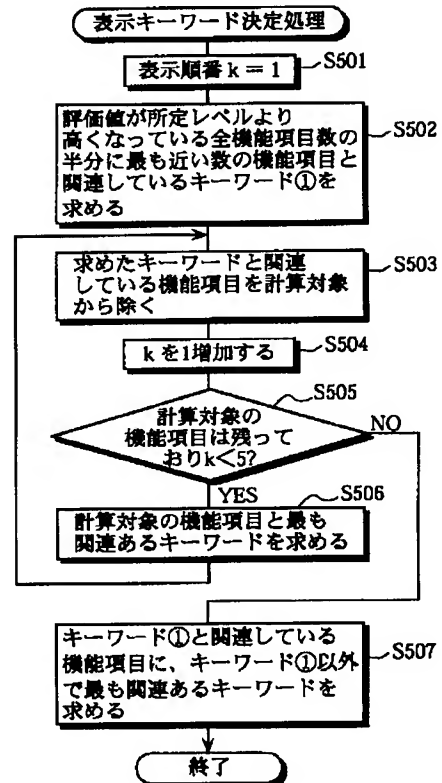 表示キーワード決定処理
表示順番k＝1
S501
評価値が所定レベルより
高くなっている全機能項目数の
半分に最も近い数の機能項目と
関連しているキーワード①を
求める
S502
求めたキーワードと関連
している機能項目を計算対象
から除く
S503
kを1増加する
S504
S505
計算対象の
機能項目は残って
おりk＜5?
NO
YES
S506
計算対象の機能項目と最も
関連あるキーワードを求める
キーワード①と関連している
機能項目に、キーワード①以外
で最も関連あるキーワードを
求める
S507
終了